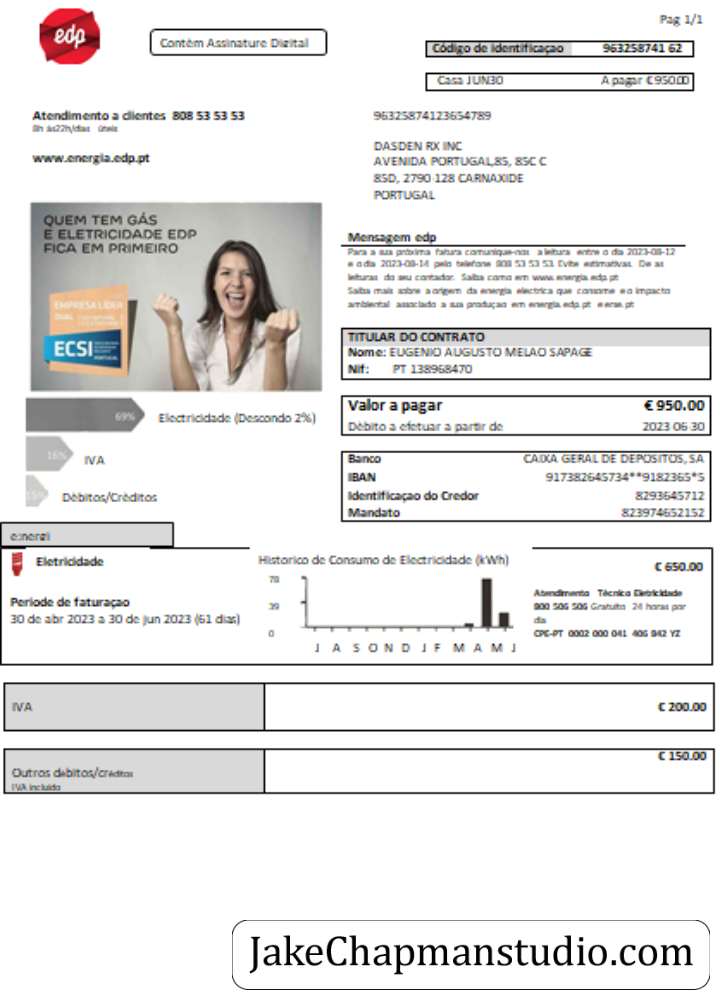 Pag 1/1
edp
Contém Assinature Digital
Código de identificaçao 963258741 62
Casa JUN30 A pagar € 950.00
Atendimento a clientes 808 53 53 53
8h ás22h/dias úteis
www.energia.edp.pt
96325874123654789
DASDEN RX INC
AVENIDA PORTUGAL,85, 85C C
85D, 2790 128 CARNAXIDE
PORTUGAL
QUEM TEM GÁS
E ELETRICIDADE EDP
FICA EM PRIMEIRO
EMPRESA LÍDER
DUAL
ECSI
PORTUGAL
Mensagem edp
Para a sua próxima fatura comunique-nos a leitura entre o dia 2023-08-12
e o dia 2023-08-14 pelo telefone 808 53 53 53. Evite estimativas. De as
leituras do seu contador. Saiba como em www.energia.edp.pt
Saiba mais sobre a origem da energia electrica que consome e o impacto
ambiental associado a sua produçao em energia.edp.pt e erse.pt
TITULAR DO CONTRATO
Nome: EUGENIO AUGUSTO MELAO SAPAGE
Nif: PT 138968470
69% Electricidade (Descondo 2%)
16% IVA
15% Débitos/Créditos
Valor a pagar € 950.00
Débito a efetuar a partir de 2023 06-30
Banco CAIXA GERAL DE DEPOSITOS, SA
IBAN 917382645734**9182365*5
Identificaçao do Credor 8293645712
Mandato 823974652152
e:nergi
Eletricidade
Periode de faturaçao
30 de abr 2023 a 30 de jun 2023 (61 dias)
Historico de Consumo de Electricidade (kWh)
78
39
0
J A S O N D J F M A M J
€ 650.00
Atendimento Técnico Eletricidade
800 506 506 Gratuito 24 horas por
dia
CPE-PT 0002 000 041 406 842 YZ
IVA € 200.00
€ 150.00
Outros débitos/créditos
IVA incluido
JakeChapmanstudio.com